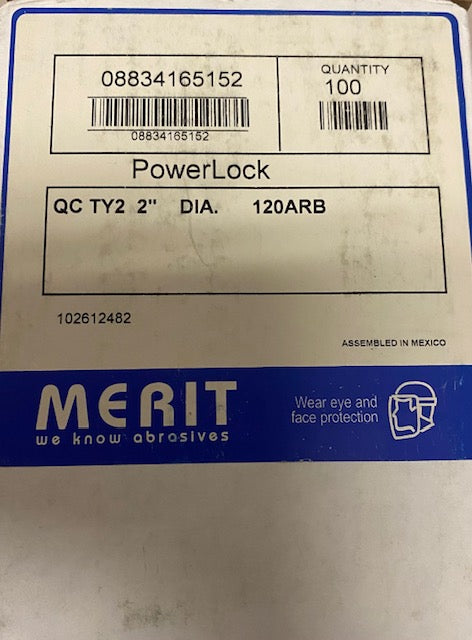 08834165152
QUANTITY
100
08834165152
PowerLock
QC TY2 2" DIA. 120ARB
102612482
ASSEMBLED IN MEXICO
MERIT
we know abrasives
Wear eye and
face protection